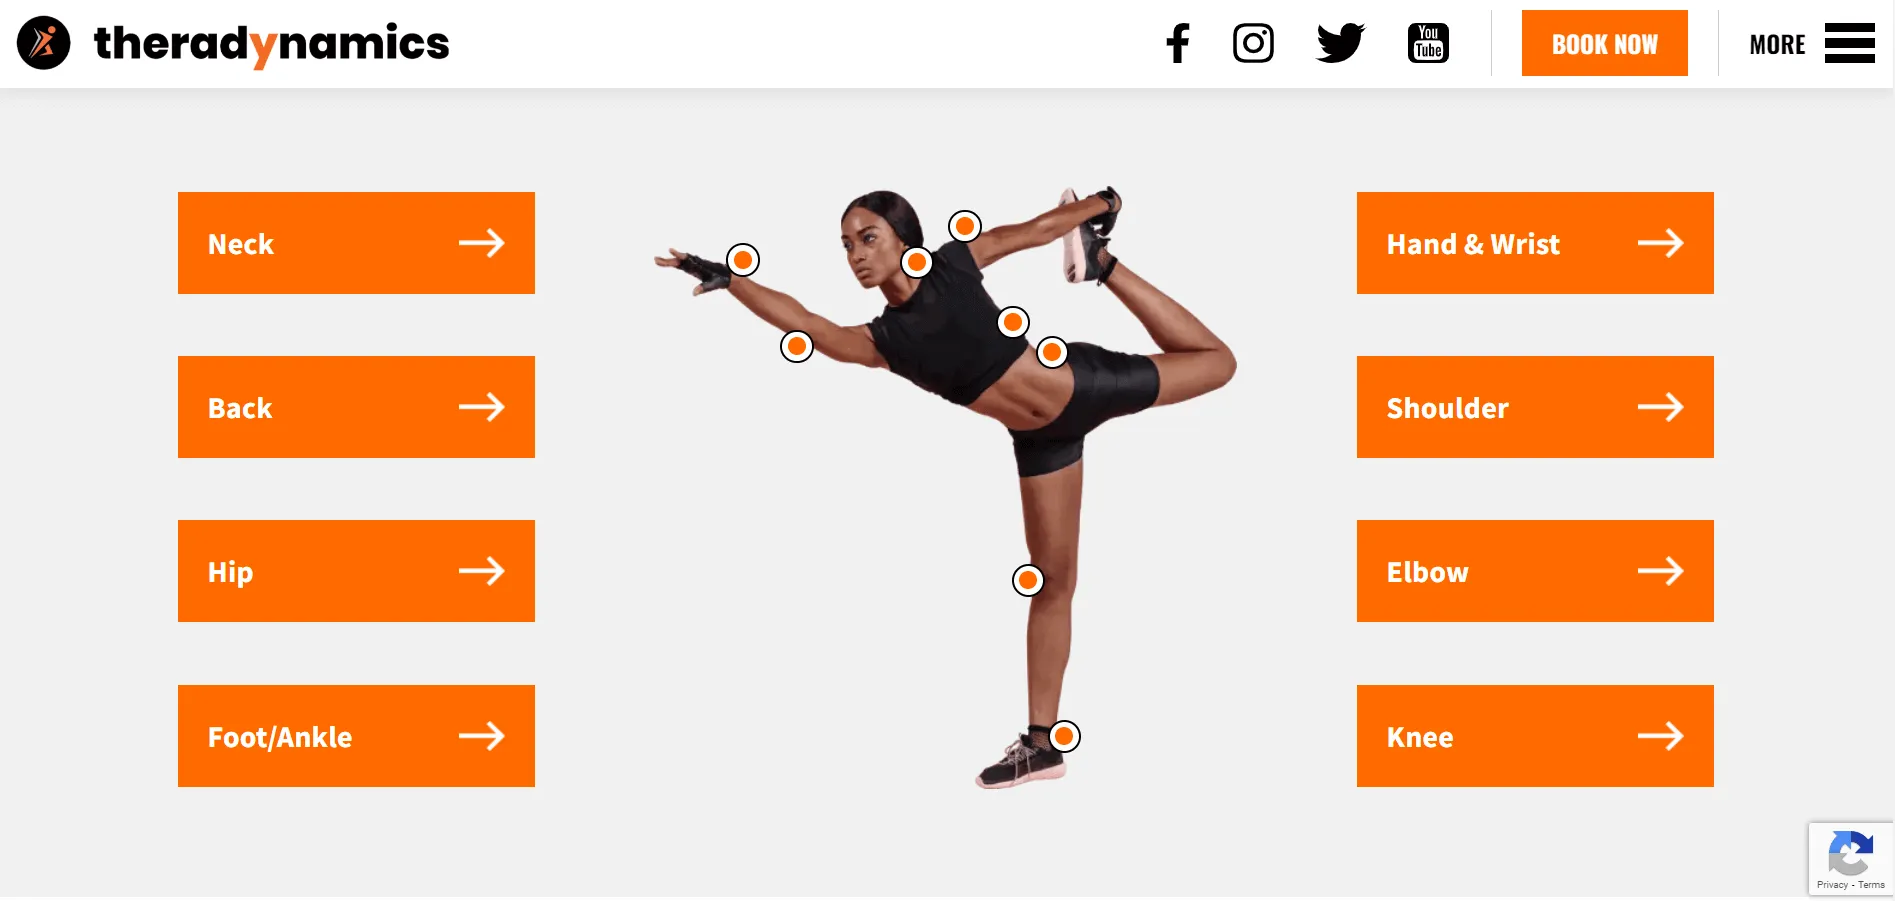 theradynamics
You
Tube
BOOK NOW
MORE
Neck
Hand & Wrist
Back
Shoulder
Hip
Elbow
Foot/Ankle
Knee
Privacy - Terms